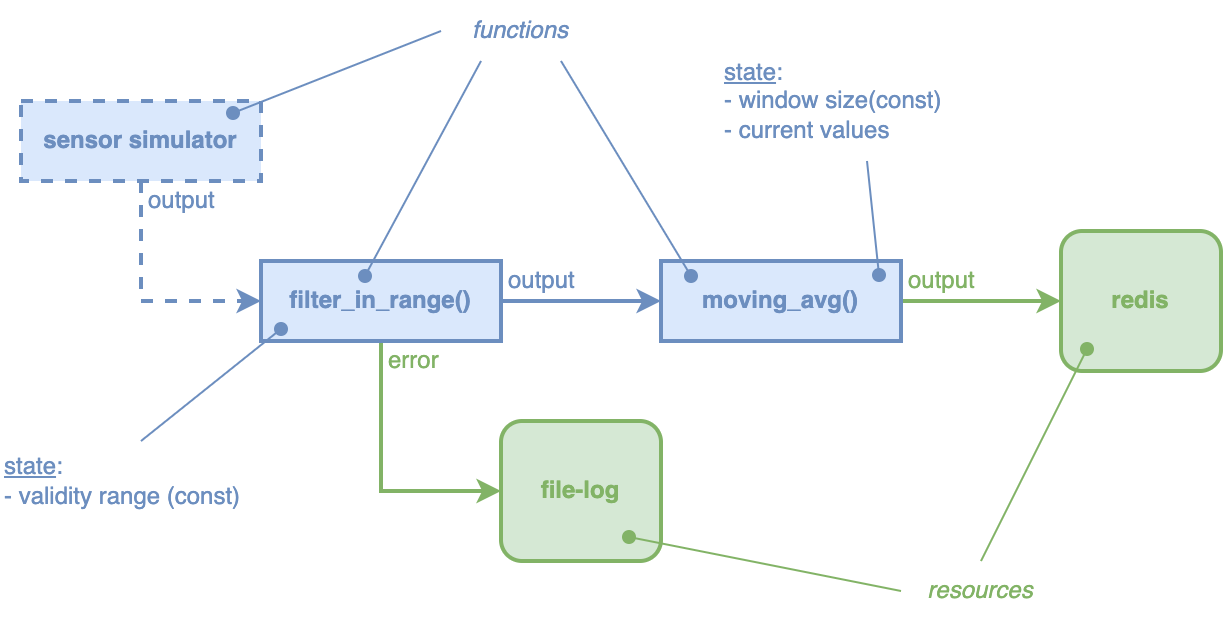 functions
state:
- window size(const)
- current values
sensor simulator
output
filter_in_range()
output
moving_avg()
output
redis
error
state:
- validity range (const)
file-log
resources